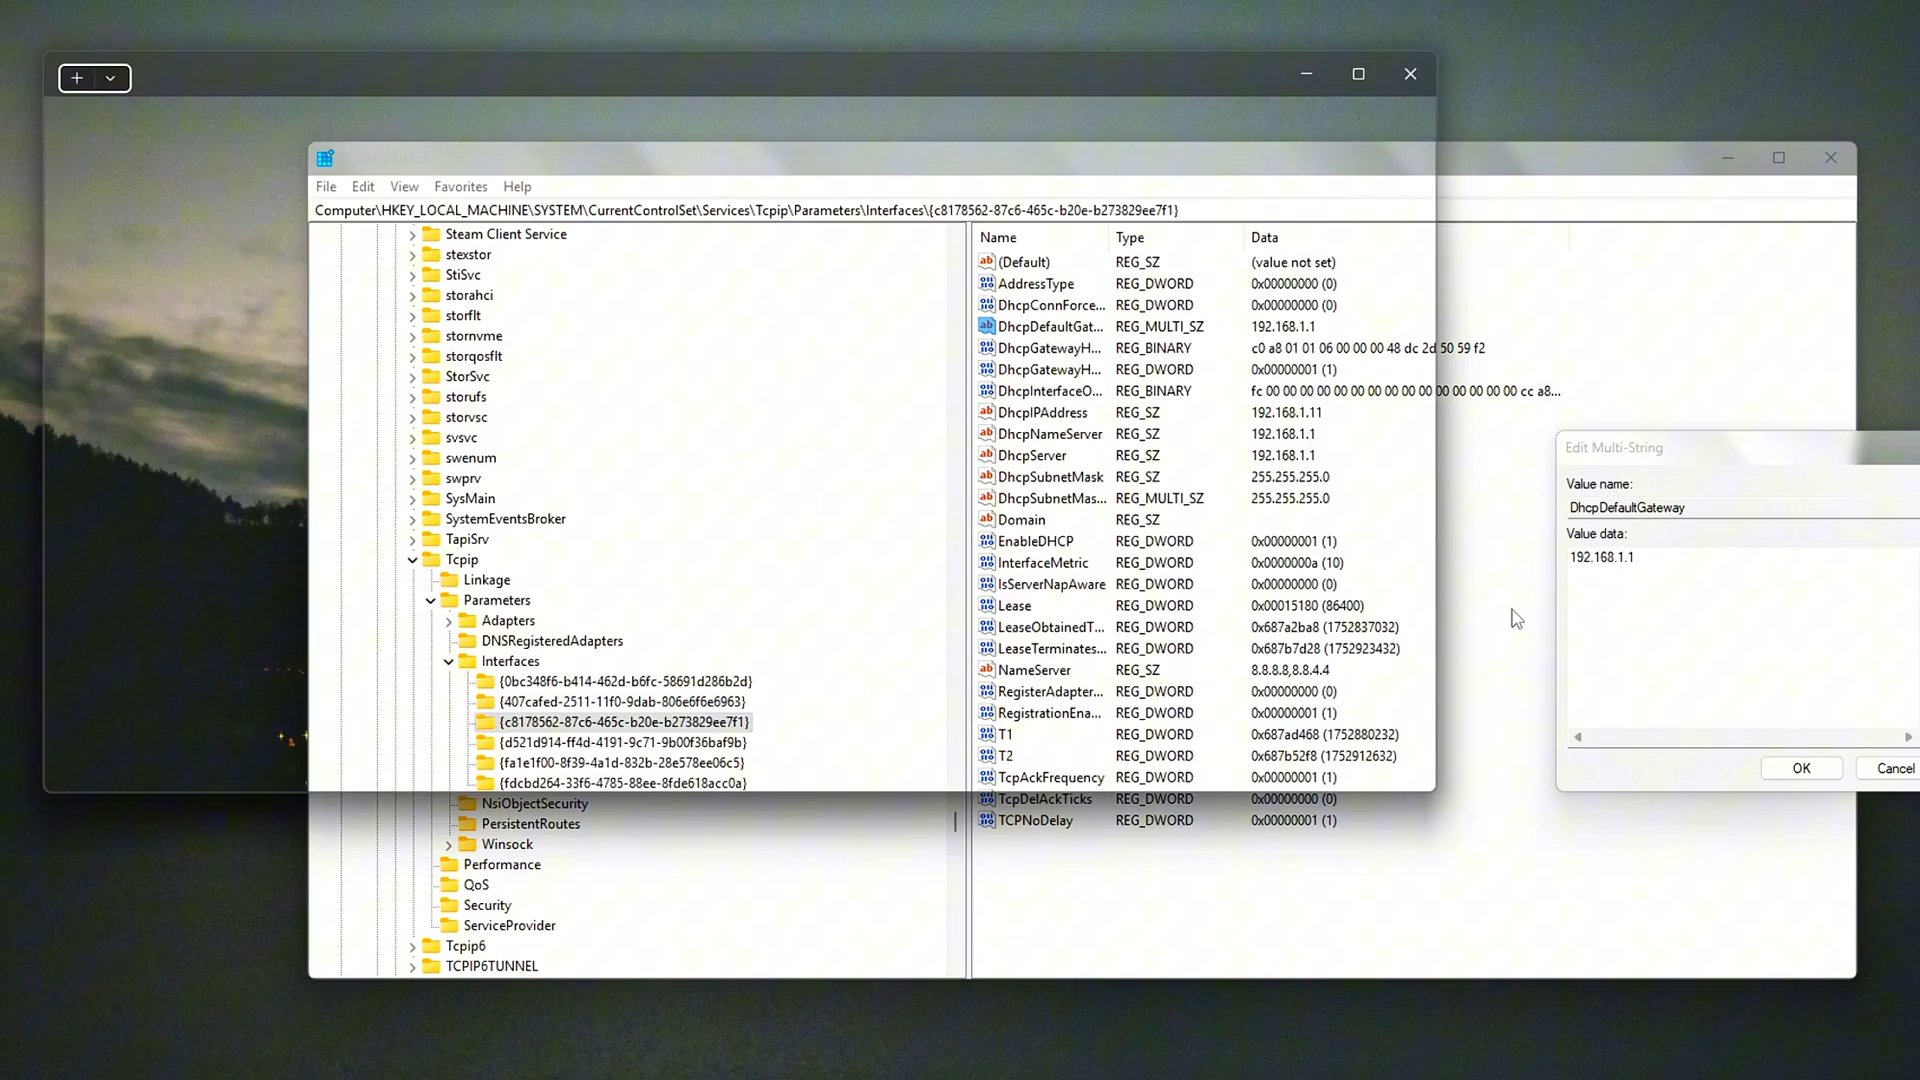 File Edit View Favorites Help
Computer\HKEY_LOCAL_MACHINE\SYSTEM\CurrentControlSet\Services\Tcpip\Parameters\Interfaces\{c8178562-87c6-465c-b20e-b273829ee7f1}
Steam Client Service
stexstor
StiSvc
storahci
storflt
stornvme
storqosflt
StorSvc
storufs
storvsc
svsvc
swenum
swprv
SysMain
SystemEventsBroker
TapiSrv
Tcpip
Linkage
Parameters
Adapters
DNSRegisteredAdapters
Interfaces
{0bc348f6-b414-462d-b6fc-58691d286b2d}
{407cafed-2511-11f0-9dab-806e6f6e6963}
{c8178562-87c6-465c-b20e-b273829ee7f1}
{d521d914-ff4d-4191-9c71-9b00f36baf9b}
{fa1e1f00-8f39-4a1d-832b-28e578ee06c5}
{fdcbd264-33f6-4785-88ee-8fde618acc0a}
NsiObjectSecurity
PersistentRoutes
Winsock
Performance
QoS
Security
ServiceProvider
Tcpip6
TCPIP6TUNNEL
Name Type Data
(Default) REG_SZ (value not set)
AddressType REG_DWORD 0x00000000 (0)
DhcpConnForce... REG_DWORD 0x00000000 (0)
DhcpDefaultGat... REG_MULTI_SZ 192.168.1.1
DhcpGatewayH... REG_BINARY c0 a8 01 01 06 00 00 00 48 dc 2d 50 59 f2
DhcpGatewayH... REG_DWORD 0x00000001 (1)
DhcpInterfaceO... REG_BINARY fc 00 00 00 00 00 00 00 00 00 00 00 00 00 00 00 cc a8...
DhcpIPAddress REG_SZ 192.168.1.11
DhcpNameServer REG_SZ 192.168.1.1
DhcpServer REG_SZ 192.168.1.1
DhcpSubnetMask REG_SZ 255.255.255.0
DhcpSubnetMas... REG_MULTI_SZ 255.255.255.0
Domain REG_SZ
EnableDHCP REG_DWORD 0x00000001 (1)
InterfaceMetric REG_DWORD 0x0000000a (10)
IsServerNapAware REG_DWORD 0x00000000 (0)
Lease REG_DWORD 0x00015180 (86400)
LeaseObtainedT... REG_DWORD 0x687a2ba8 (1752837032)
LeaseTerminates... REG_DWORD 0x687b7d28 (1752923432)
NameServer REG_SZ 8.8.8.8,8.8.4.4
RegisterAdapter... REG_DWORD 0x00000000 (0)
RegistrationEna... REG_DWORD 0x00000001 (1)
T1 REG_DWORD 0x687ad468 (1752880232)
T2 REG_DWORD 0x687b52f8 (1752912632)
TcpAckFrequency REG_DWORD 0x00000001 (1)
TcpDelAckTicks REG_DWORD 0x00000000 (0)
TCPNoDelay REG_DWORD 0x00000001 (1)
Edit Multi-String
Value name:
DhcpDefaultGateway
Value data:
192.168.1.1
OK Cancel